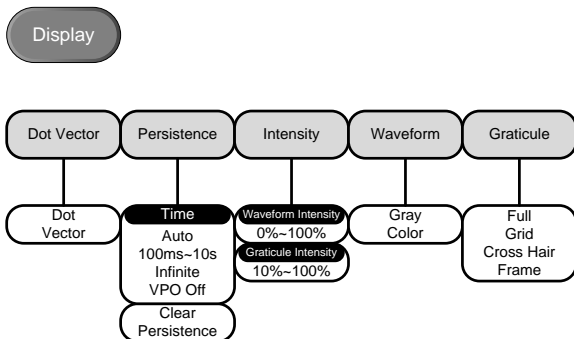 Display
Dot Vector
Persistence
Intensity
Waveform
Graticule
Dot
Vector
Time
Auto
100ms~10s
Infinite
VPO Off
Clear
Persistence
Waveform Intensity
0%~100%
Graticule Intensity
10%~100%
Gray
Color
Full
Grid
Cross Hair
Frame